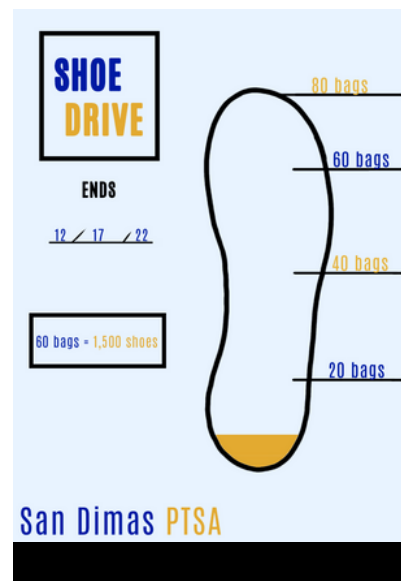 SHOE
DRIVE
ENDS
12 / 17 / 22
60 bags = 1,500 shoes
80 bags
60 bags
40 bags
20 bags
San Dimas PTSA